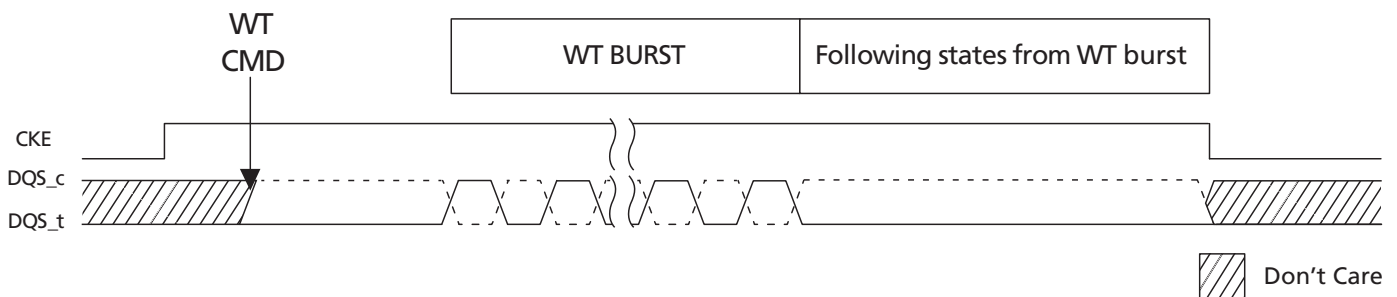 WT
CMD
WT BURST
Following states from WT burst
CKE
DQS_c
DQS_t
Don't Care